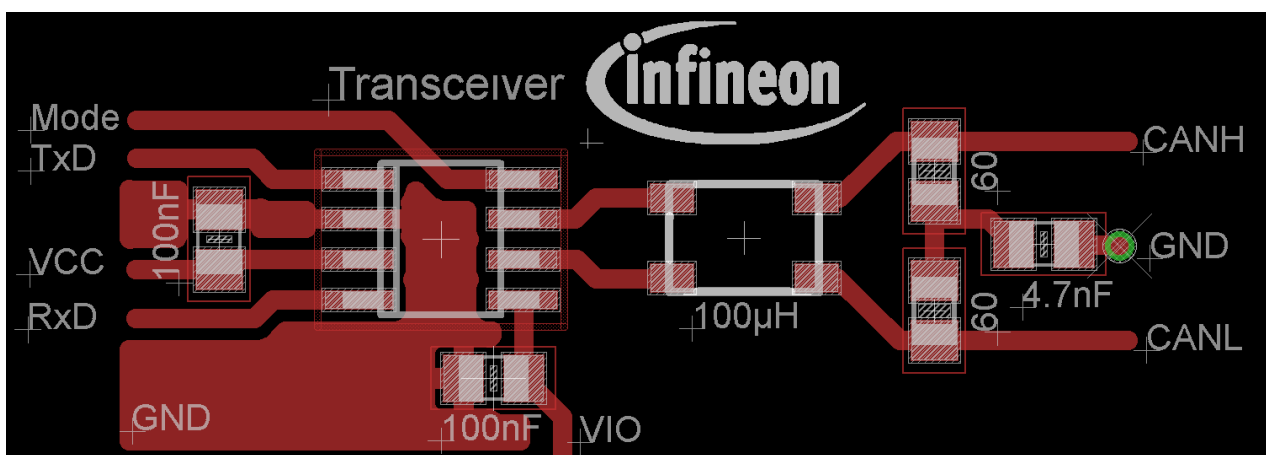 Infineon
Transceiver
Mode
TxD
CANH
60
100nF
VCC
GND
RxD
100µH
4.7nF
60
CANL
GND
100nF
VIO